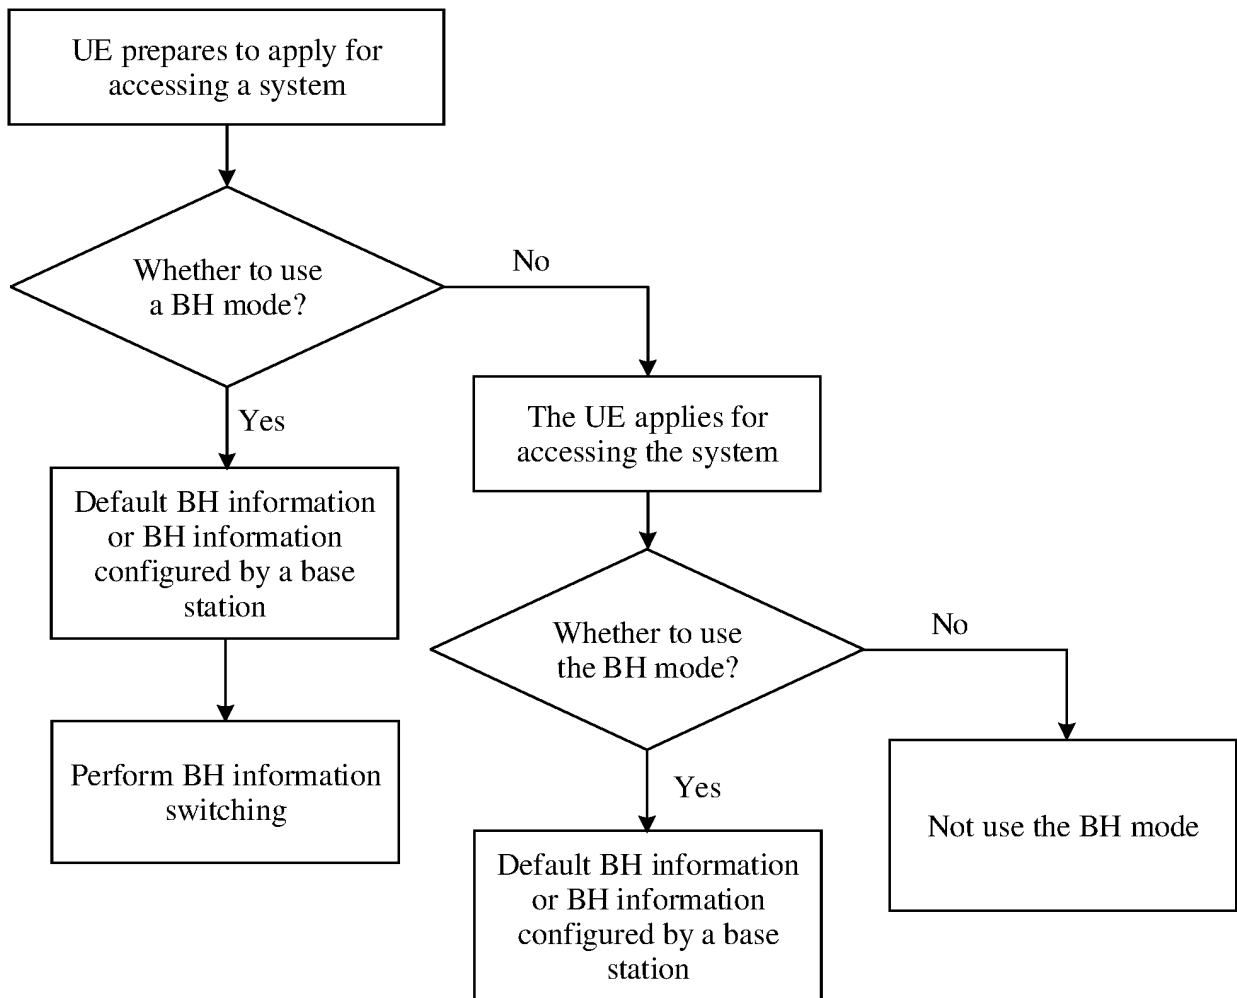 UE prepares to apply for
accessing a system
Whether to use
a BH mode?
No
Yes
The UE applies for
accessing the system
Default BH information
or BH information
configured by a base
station
Whether to use
the BH mode?
No
Yes
Perform BH information
switching
Not use the BH mode
Default BH information
or BH information
configured by a base
station